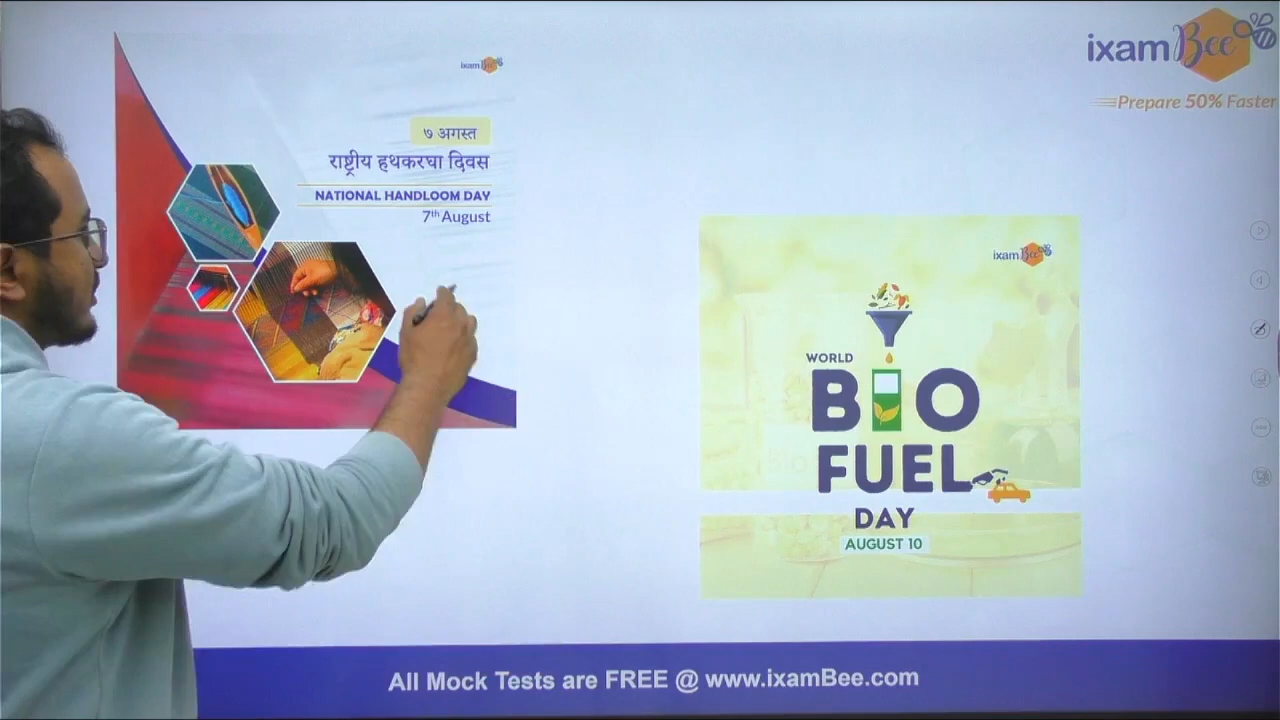 ixamBee
Prepare 50% Faster
ixamBee
७ अगस्त
राष्ट्रीय हथकरघा दिवस
NATIONAL HANDLOOM DAY
7th August
ixamBee
WORLD
BIO
FUEL
DAY
AUGUST 10
All Mock Tests are FREE @ www.ixamBee.com